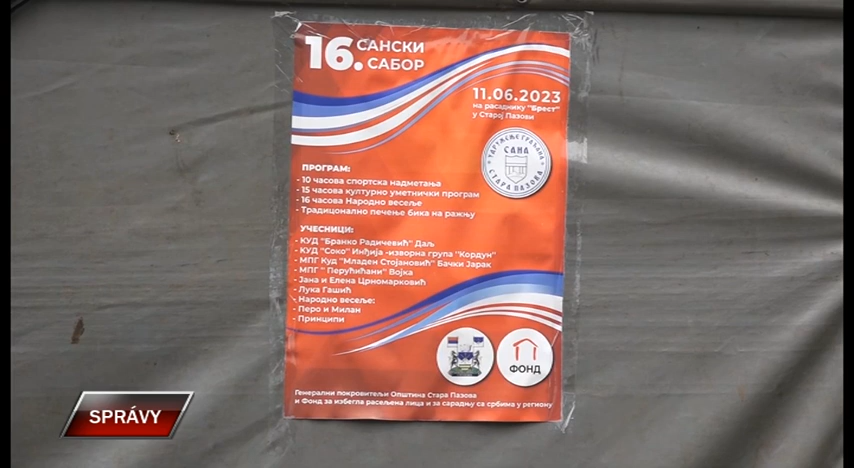 16. САНСКИ
САБОР
11.06.2023
на расаднику "Брест"
у Старој Пазови
УДРУЖЕЊЕ ГРАЂАНА
САНА
СТАРА ПАЗОВА
ПРОГРАМ:
- 10 часова спортска надметања
- 15 часова културно уметнички програм
- 16 часова Народно весеље
- Традиционално печење бика на ражњу
УЧЕСНИЦИ:
- КУД "Бранко Радичевић" Даљ
- КУД "Соко" Инђија -изворна група "Кордун"
- МПГ Куд "Младен Стојановић" Бачки Јарак
- МПГ " Перућићани" Војка
- Јана и Елена Црномарковић
- Лука Гашић
- Народно весеље:
- Перо и Милан
- Принципи
ФОНД
Генерални покровитељи Општина Стара Пазова
и Фонд за избегла расељена лица и за сарадњу са србима у региону
SPRÁVY